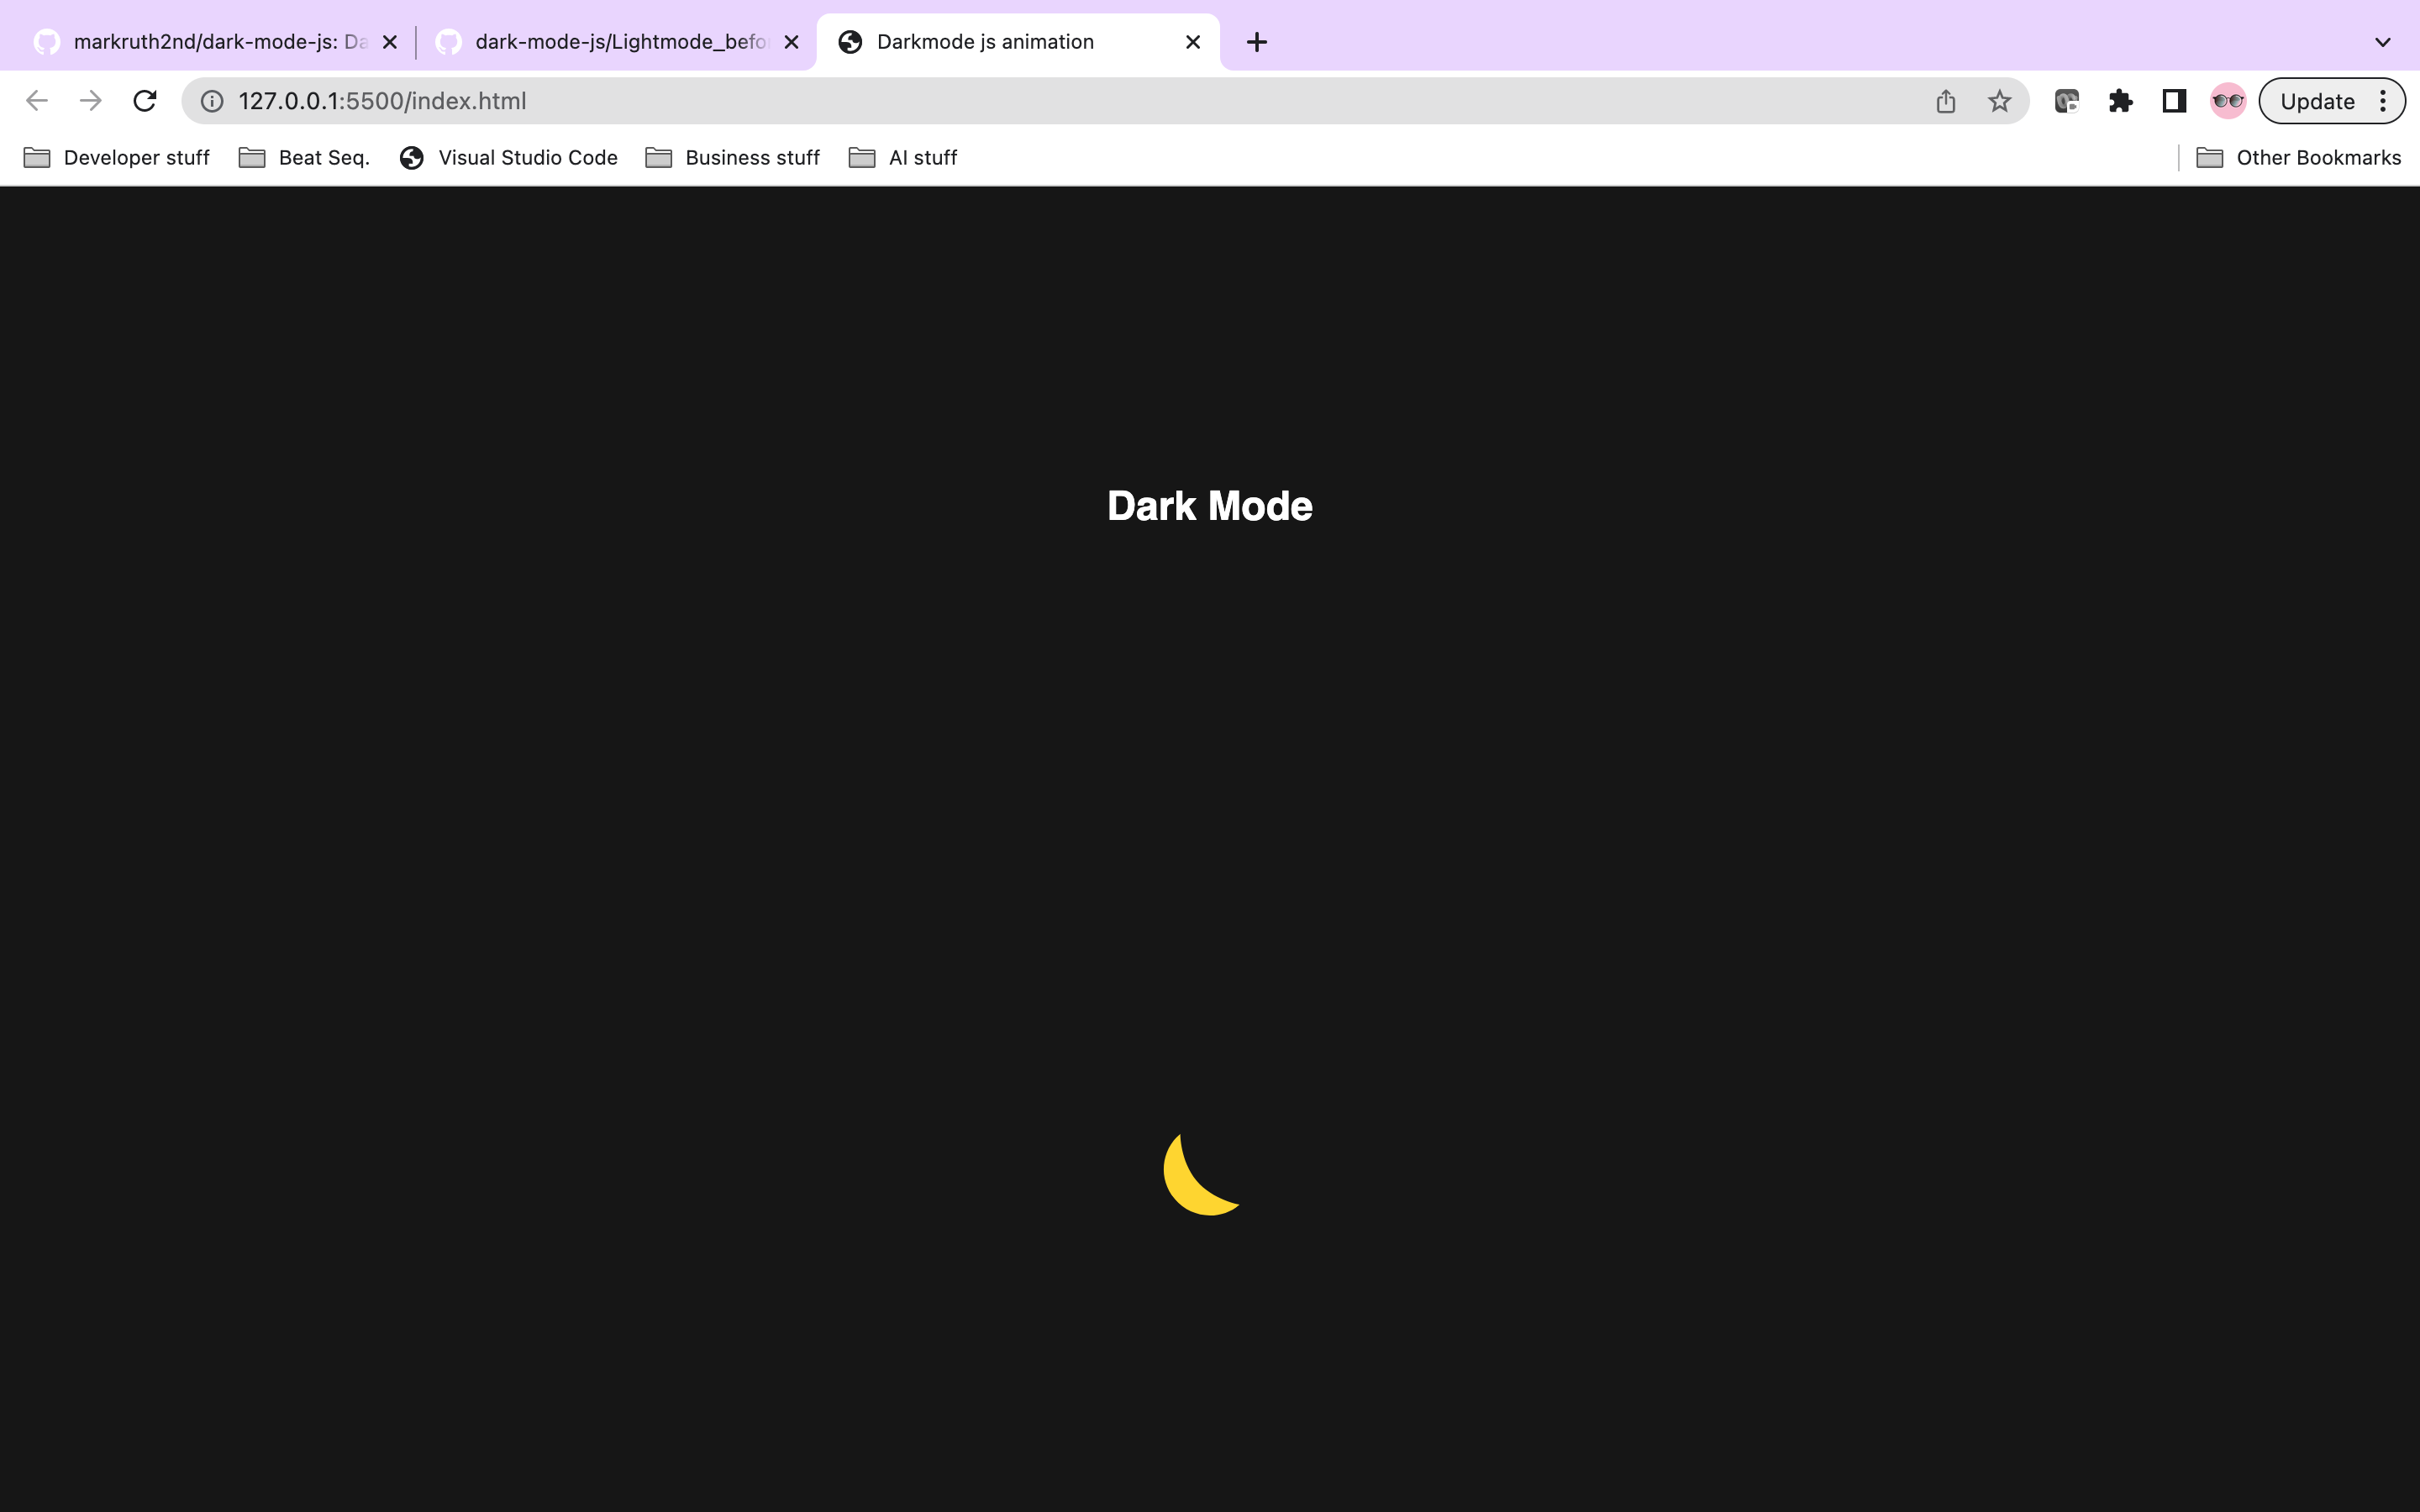 markruth2nd/dark-mode-js: Da
dark-mode-js/Lightmode_befo
Darkmode js animation
127.0.0.1:5500/index.html
Update
Developer stuff
Beat Seq.
Visual Studio Code
Business stuff
AI stuff
Other Bookmarks
Dark Mode